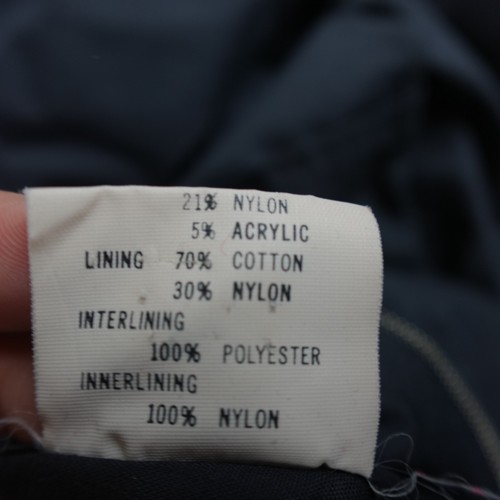 21% NYLON
5% ACRYLIC
LINING 70% COTTON
30% NYLON
INTERLINING
100% POLYESTER
INNERLINING
100% NYLON